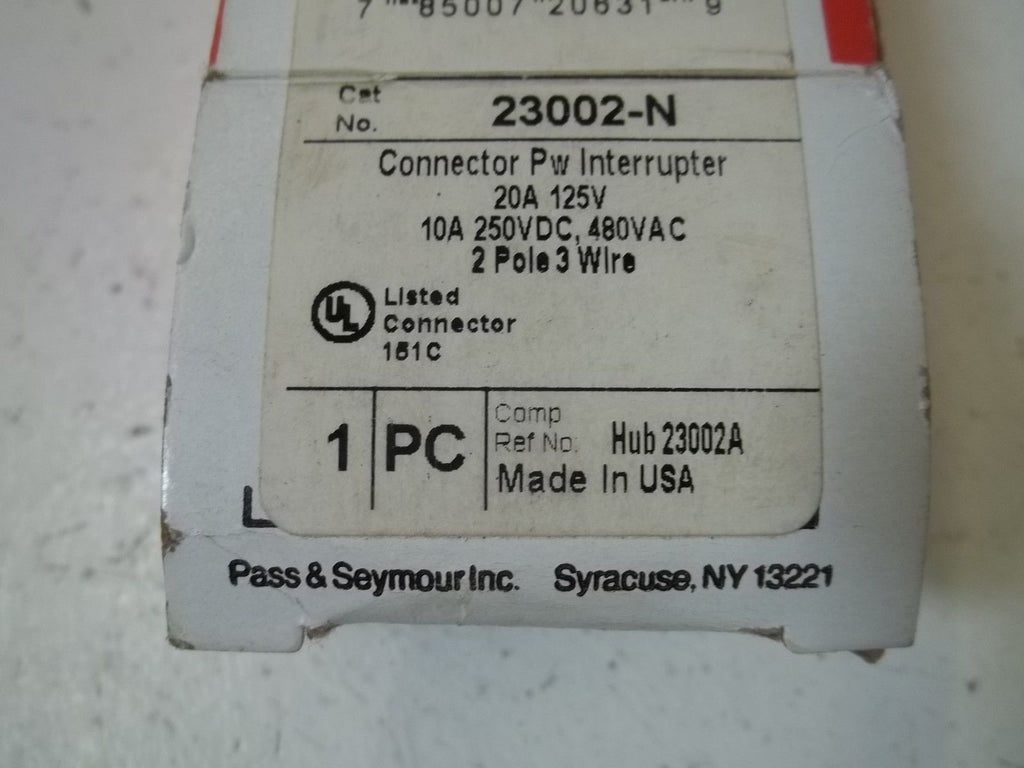 7 85007 20631 9
Cat No. 23002-N
Connector Pw Interrupter
20A 125V
10A 250VDC, 480VAC
2 Pole 3 Wire
UL Listed
Connector
151C
1 PC
Comp
Ref No: Hub 23002A
Made In USA
Pass & Seymour Inc. Syracuse, NY 13221